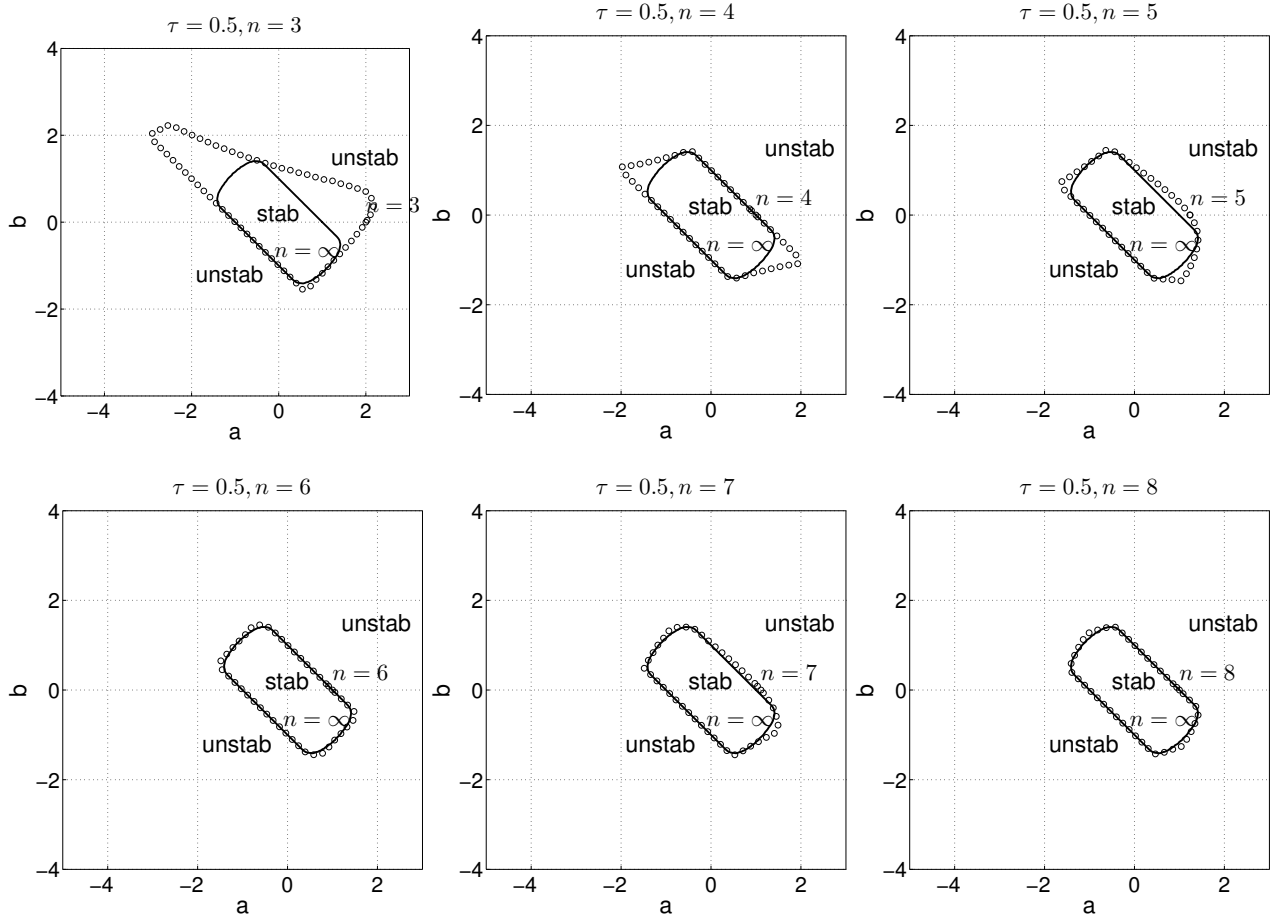 τ = 0.5, n = 3
4
2
0
−2
−4
−4
−2
0
2
a
b
unstab
n = 3
stab
n = ∞
unstab
τ = 0.5, n = 4
4
2
0
−2
−4
−4
−2
0
2
a
b
unstab
n = 4
stab
n = ∞
unstab
τ = 0.5, n = 5
4
2
0
−2
−4
−4
−2
0
2
a
b
unstab
n = 5
stab
n = ∞
unstab
τ = 0.5, n = 6
4
2
0
−2
−4
−4
−2
0
2
a
b
unstab
n = 6
stab
n = ∞
unstab
τ = 0.5, n = 7
4
2
0
−2
−4
−4
−2
0
2
a
b
unstab
n = 7
stab
n = ∞
unstab
τ = 0.5, n = 8
4
2
0
−2
−4
−4
−2
0
2
a
b
unstab
n = 8
stab
n = ∞
unstab